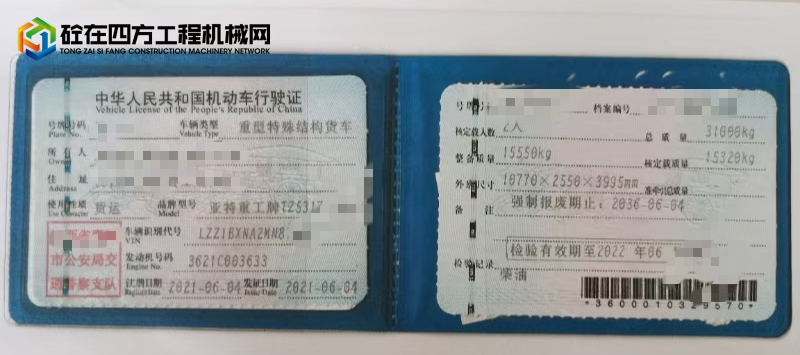 砼在四方工程机械网
TONG ZAI SI FANG CONSTRUCTION MACHINERY NETWORK
中华人民共和国机动车行驶证
Vehicle License of the People's Republic of China
号牌号码 车辆类型 重型特殊结构货车
Plate No. Vehicle Type
所有人
Owner
住址
Address
使用性质 货运 品牌型号 亚特重工牌TZ5317
Use Character Model
车辆识别代号 LZZ1BXNA2MN8
VIN
市公安局交
通警察支队
发动机号码 3621C003633
Engine No.
注册日期 2021-06-04 发证日期 2021-06-04
Register Date Issue Date
号牌 档案编号
核定载人数 2人 总质量 31000kg
整备质量 15550kg 核定载质量 15320kg
外廓尺寸 10770×2550×3995mm 准牵引总质量
备注 强制报废期止:2036-06-04
检验有效期至2022年06
检验记录
柴油
*3600010329570*